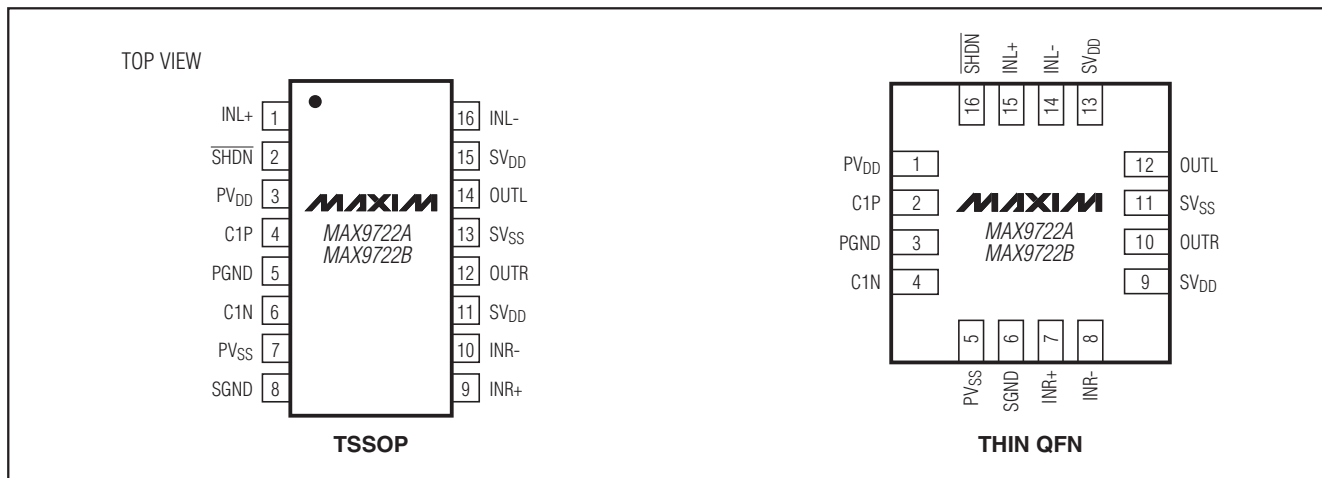 TOP VIEW
INL+ 1
SHDN 2
PVDD 3
C1P 4
PGND 5
C1N 6
PVSS 7
SGND 8
16 INL-
15 SVDD
14 OUTL
13 SVSS
12 OUTR
11 SVDD
10 INR-
9 INR+
MAXIM
MAX9722A
MAX9722B
TSSOP
SHDN INL+ INL- SVDD
16 15 14 13
PVDD 1
C1P 2
PGND 3
C1N 4
12 OUTL
11 SVSS
10 OUTR
9 SVDD
MAXIM
MAX9722A
MAX9722B
5 6 7 8
PVSS SGND INR+ INR-
THIN QFN